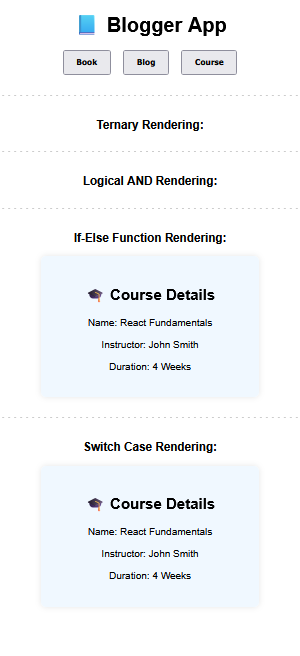 📘 Blogger App
Book Blog Course
Ternary Rendering:
Logical AND Rendering:
If-Else Function Rendering:
🎓 Course Details
Name: React Fundamentals
Instructor: John Smith
Duration: 4 Weeks
Switch Case Rendering:
🎓 Course Details
Name: React Fundamentals
Instructor: John Smith
Duration: 4 Weeks